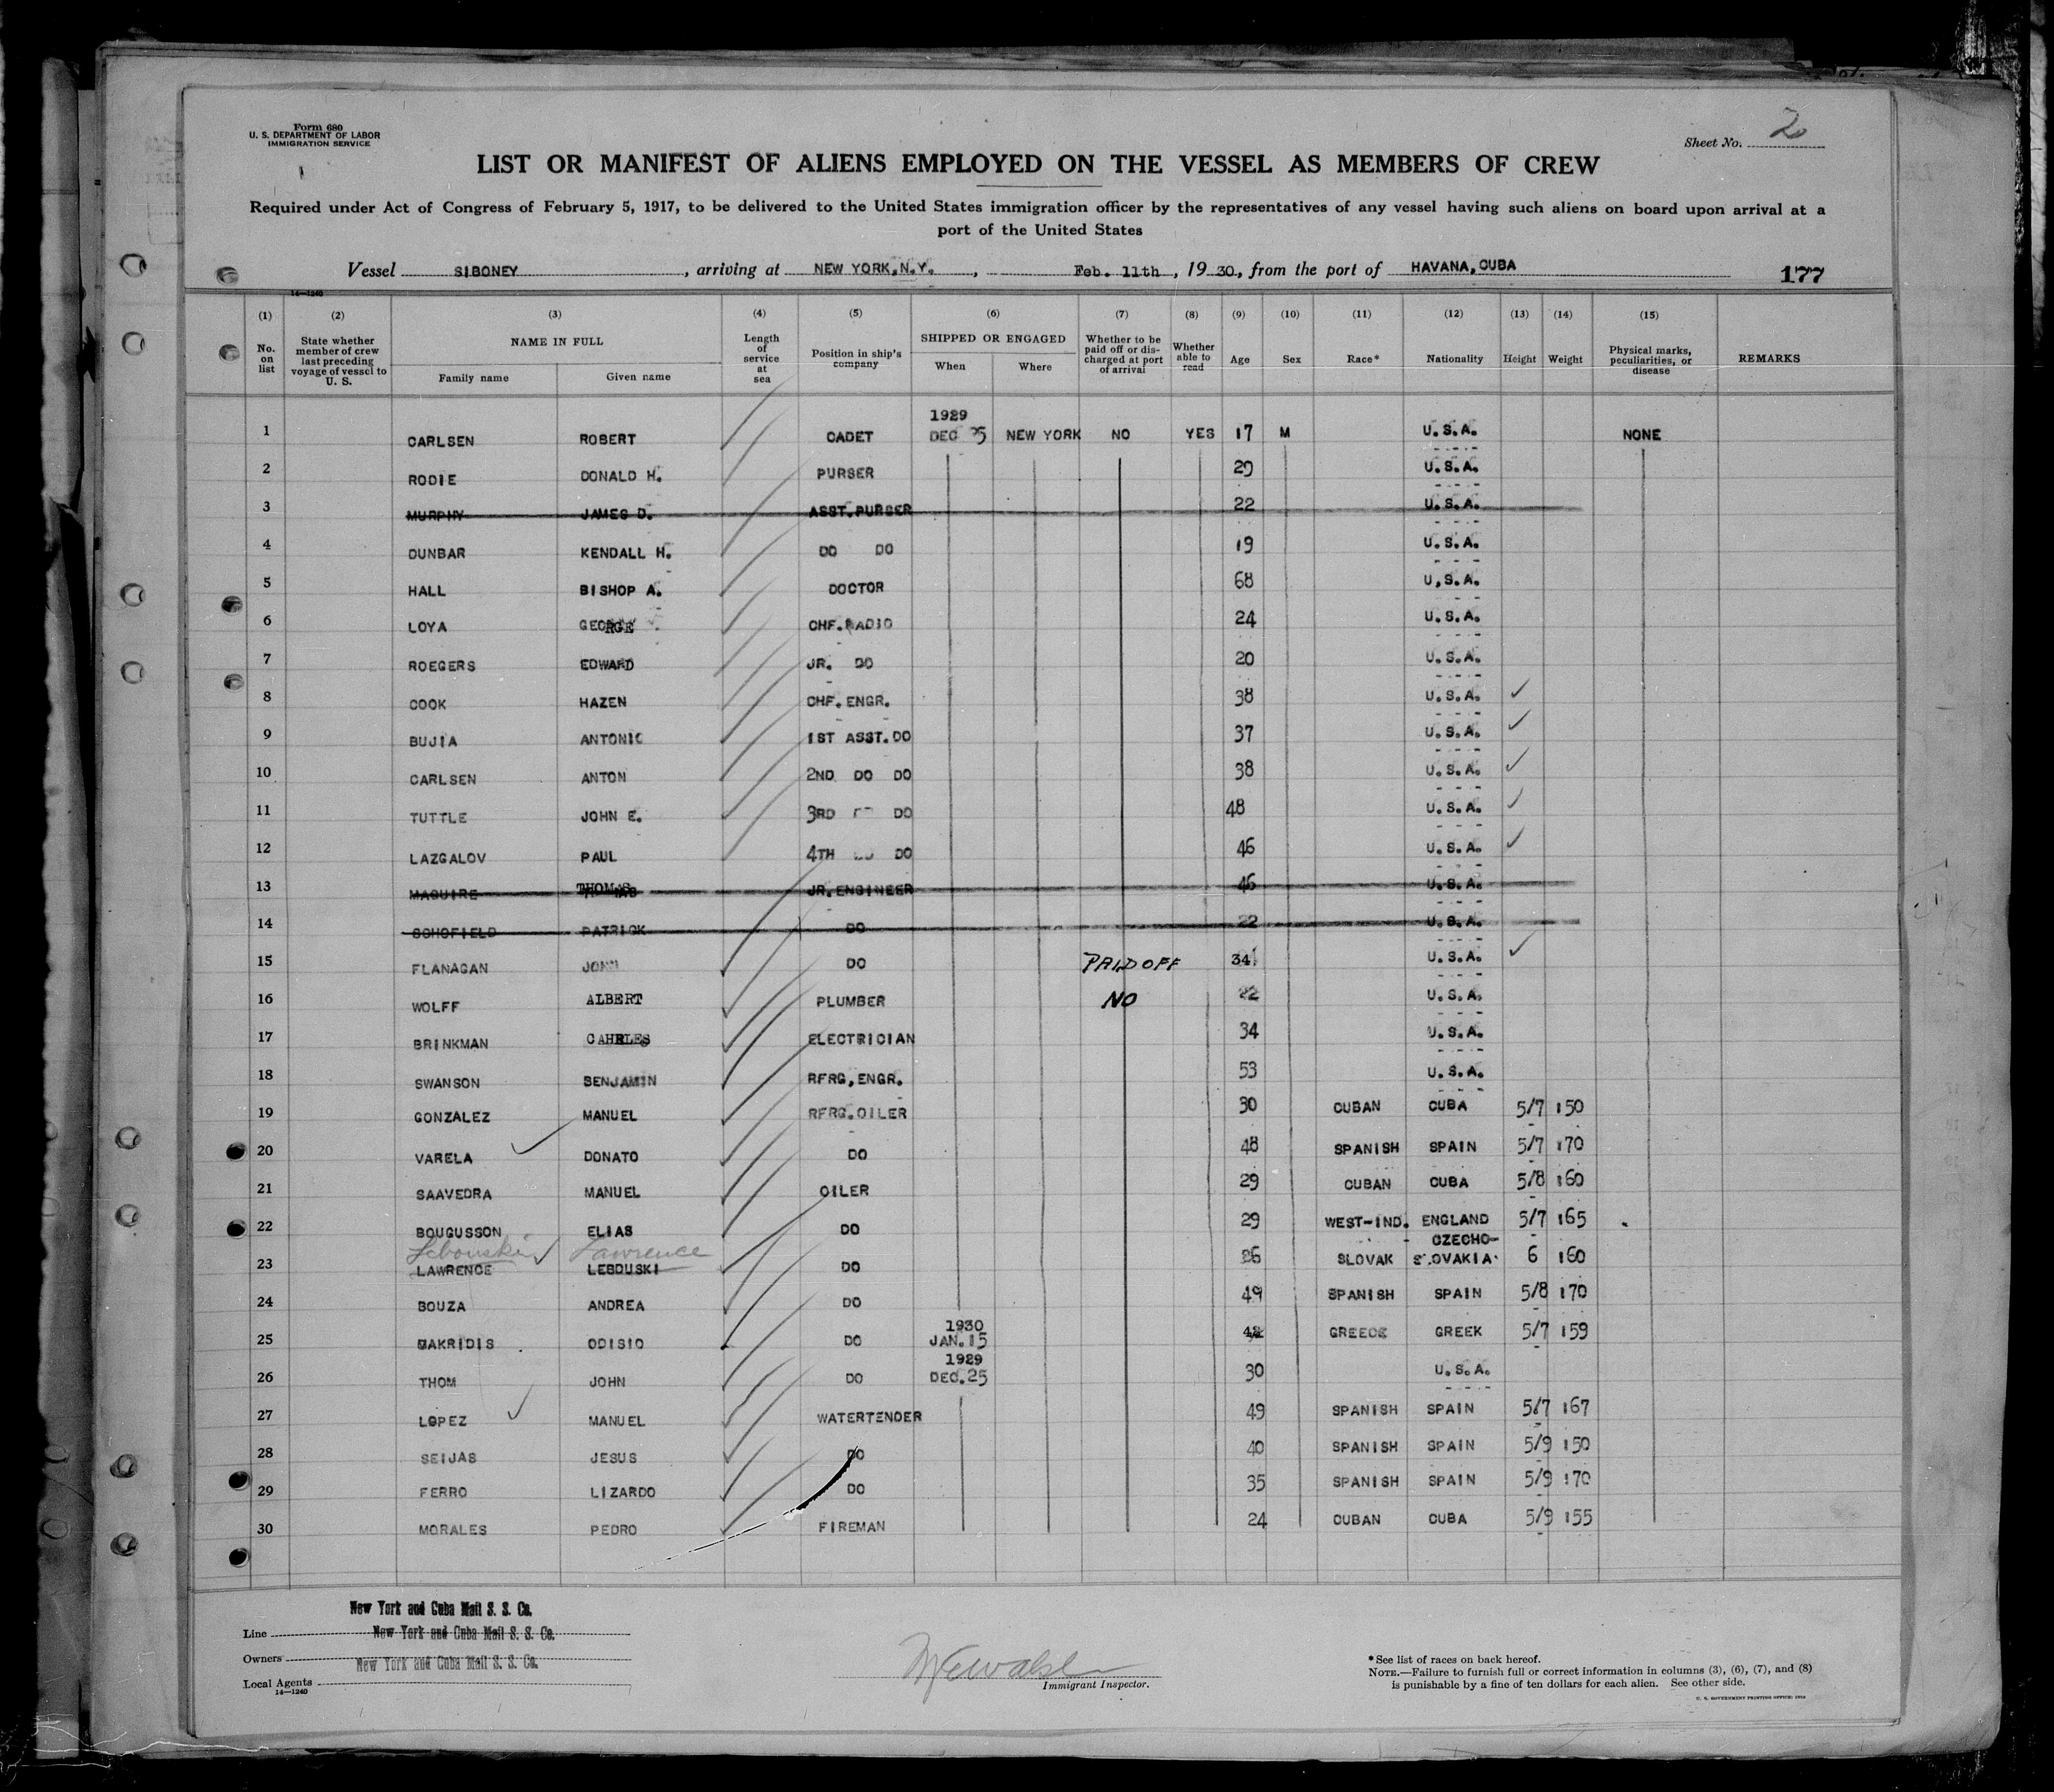 Form 680
U. S. DEPARTMENT OF LABOR
IMMIGRATION SERVICE
Sheet No. 2
LIST OR MANIFEST OF ALIENS EMPLOYED ON THE VESSEL AS MEMBERS OF CREW
Required under Act of Congress of February 5, 1917, to be delivered to the United States immigration officer by the representatives of any vessel having such aliens on board upon arrival at a
port of the United States
Vessel SIBONEY, arriving at NEW YORK, N.Y., Feb. 11th, 19 30, from the port of HAVANA, CUBA 177
14—1240
(1) (2) (3) (4) (5) (6) (7) (8) (9) (10) (11) (12) (13) (14) (15)
No. on list State whether member of crew last preceding voyage of vessel to U. S. NAME IN FULL Family name Given name Length of service at sea Position in ship's company SHIPPED OR ENGAGED When Where Whether to be paid off or discharged at port of arrival Whether able to read Age Sex Race* Nationality Height Weight Physical marks, peculiarities, or disease REMARKS
1929
1 CARLSEN ROBERT CADET DEC 25 NEW YORK NO YES 17 M U.S.A. NONE
2 RODIE DONALD H. PURSER 29 U.S.A.
3 MURPHY JAMES D. ASST.PURSER 22 U.S.A.
4 DUNBAR KENDALL H. DO DO 19 U.S.A.
5 HALL BISHOP A. DOCTOR 68 U.S.A.
6 LOYA GEORGE CHF.RADIO 24 U.S.A.
7 ROEGERS EDWARD JR. DO 20 U.S.A.
8 COOK HAZEN CHF.ENGR. 38 U.S.A.
9 BUJIA ANTONIO 1ST ASST.DO 37 U.S.A.
10 CARLSEN ANTON 2ND DO DO 38 U.S.A.
11 TUTTLE JOHN E. 3RD DO 48 U.S.A.
12 LAZGALOV PAUL 4TH DO 46 U.S.A.
13 MAGUIRE THOMAS JR.ENGINEER 46 U.S.A.
14 SCHOFIELD PATRICK DO 22 U.S.A.
15 FLANAGAN JOHN DO PAID OFF 34 U.S.A.
16 WOLFF ALBERT PLUMBER NO 22 U.S.A.
17 BRINKMAN CAHRLES ELECTRICIAN 34 U.S.A.
18 SWANSON BENJAMIN RFRG,ENGR. 53 U.S.A.
19 GONZALEZ MANUEL RFRG.OILER 30 CUBAN CUBA 5/7 150
20 VARELA DONATO DO 48 SPANISH SPAIN 5/7 170
21 SAAVEDRA MANUEL OILER 29 CUBAN CUBA 5/8 160
22 BOUGUSSON ELIAS DO 29 WEST-IND. ENGLAND 5/7 165
Lebouski Lawrence CZECHO-
23 LAWRENCE LEBDUSKI DO 26 SLOVAK SLOVAKIA 6 160
24 BOUZA ANDREA DO 49 SPANISH SPAIN 5/8 170
1930
25 MAKRIDIS ODISIO DO JAN.15 42 GREECE GREEK 5/7 159
1929
26 THOM JOHN DO DEC.25 30 U.S.A.
27 LOPEZ MANUEL WATERTENDER 49 SPANISH SPAIN 5/7 167
28 SEIJAS JESUS DO 40 SPANISH SPAIN 5/9 150
29 FERRO LIZARDO DO 35 SPANISH SPAIN 5/9 170
30 MORALES PEDRO FIREMAN 24 CUBAN CUBA 5/9 155
New York and Cuba Mail S. S. Co.
Line New York and Cuba Mail S. S. Co.
Owners New York and Cuba Mail S. S. Co.
Local Agents
14—1240
Immigrant Inspector.
*See list of races on back hereof.
NOTE.—Failure to furnish full or correct information in columns (3), (6), (7), and (8)
is punishable by a fine of ten dollars for each alien. See other side.